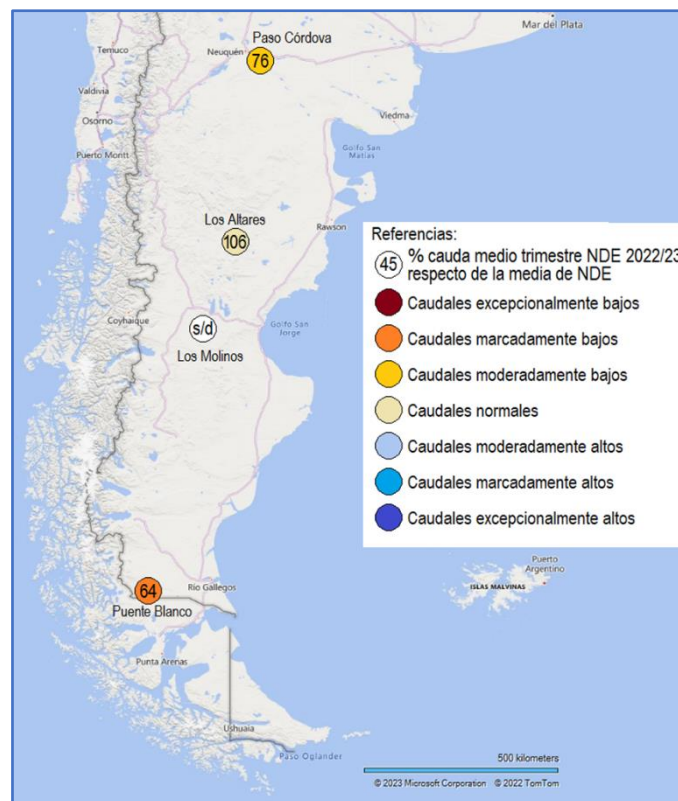 Mar del Plata
Paso Córdova
Temuco
Neuquén
76
Valdivia
Osorno
Viedma
Puerto Montt
Golfo San
Matías
Los Altares
Rawson
106
Referencias:
45 % cauda medio trimestre NDE 2022/23
respecto de la media de NDE
Caudales excepcionalmente bajos
Coyhaique
s/d
Golfo San
Jorge
Caudales marcadamente bajos
Los Molinos
Caudales moderadamente bajos
Caudales normales
Caudales moderadamente altos
Caudales marcadamente altos
Caudales excepcionalmente altos
Puerto
Argentino
ISLAS MALVINAS
64
Río Gallegos
Puente Blanco
Punta Arenas
Ushuaia
Paso Oglander
500 kilometers
© 2023 Microsoft Corporation © 2022 TomTom